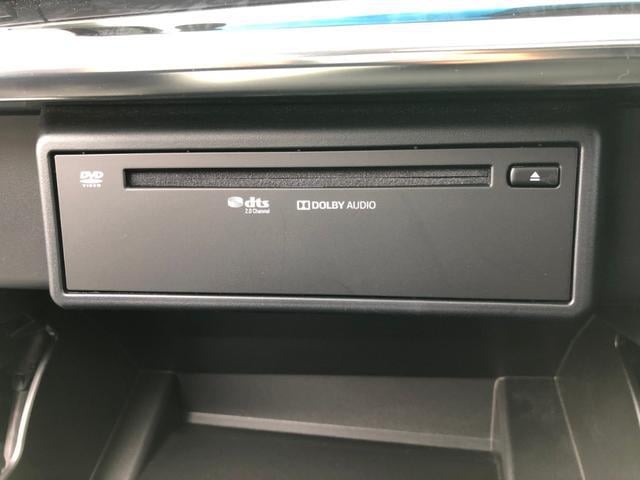 DVD
VIDEO
dts
2.0 Channel
DOLBY AUDIO